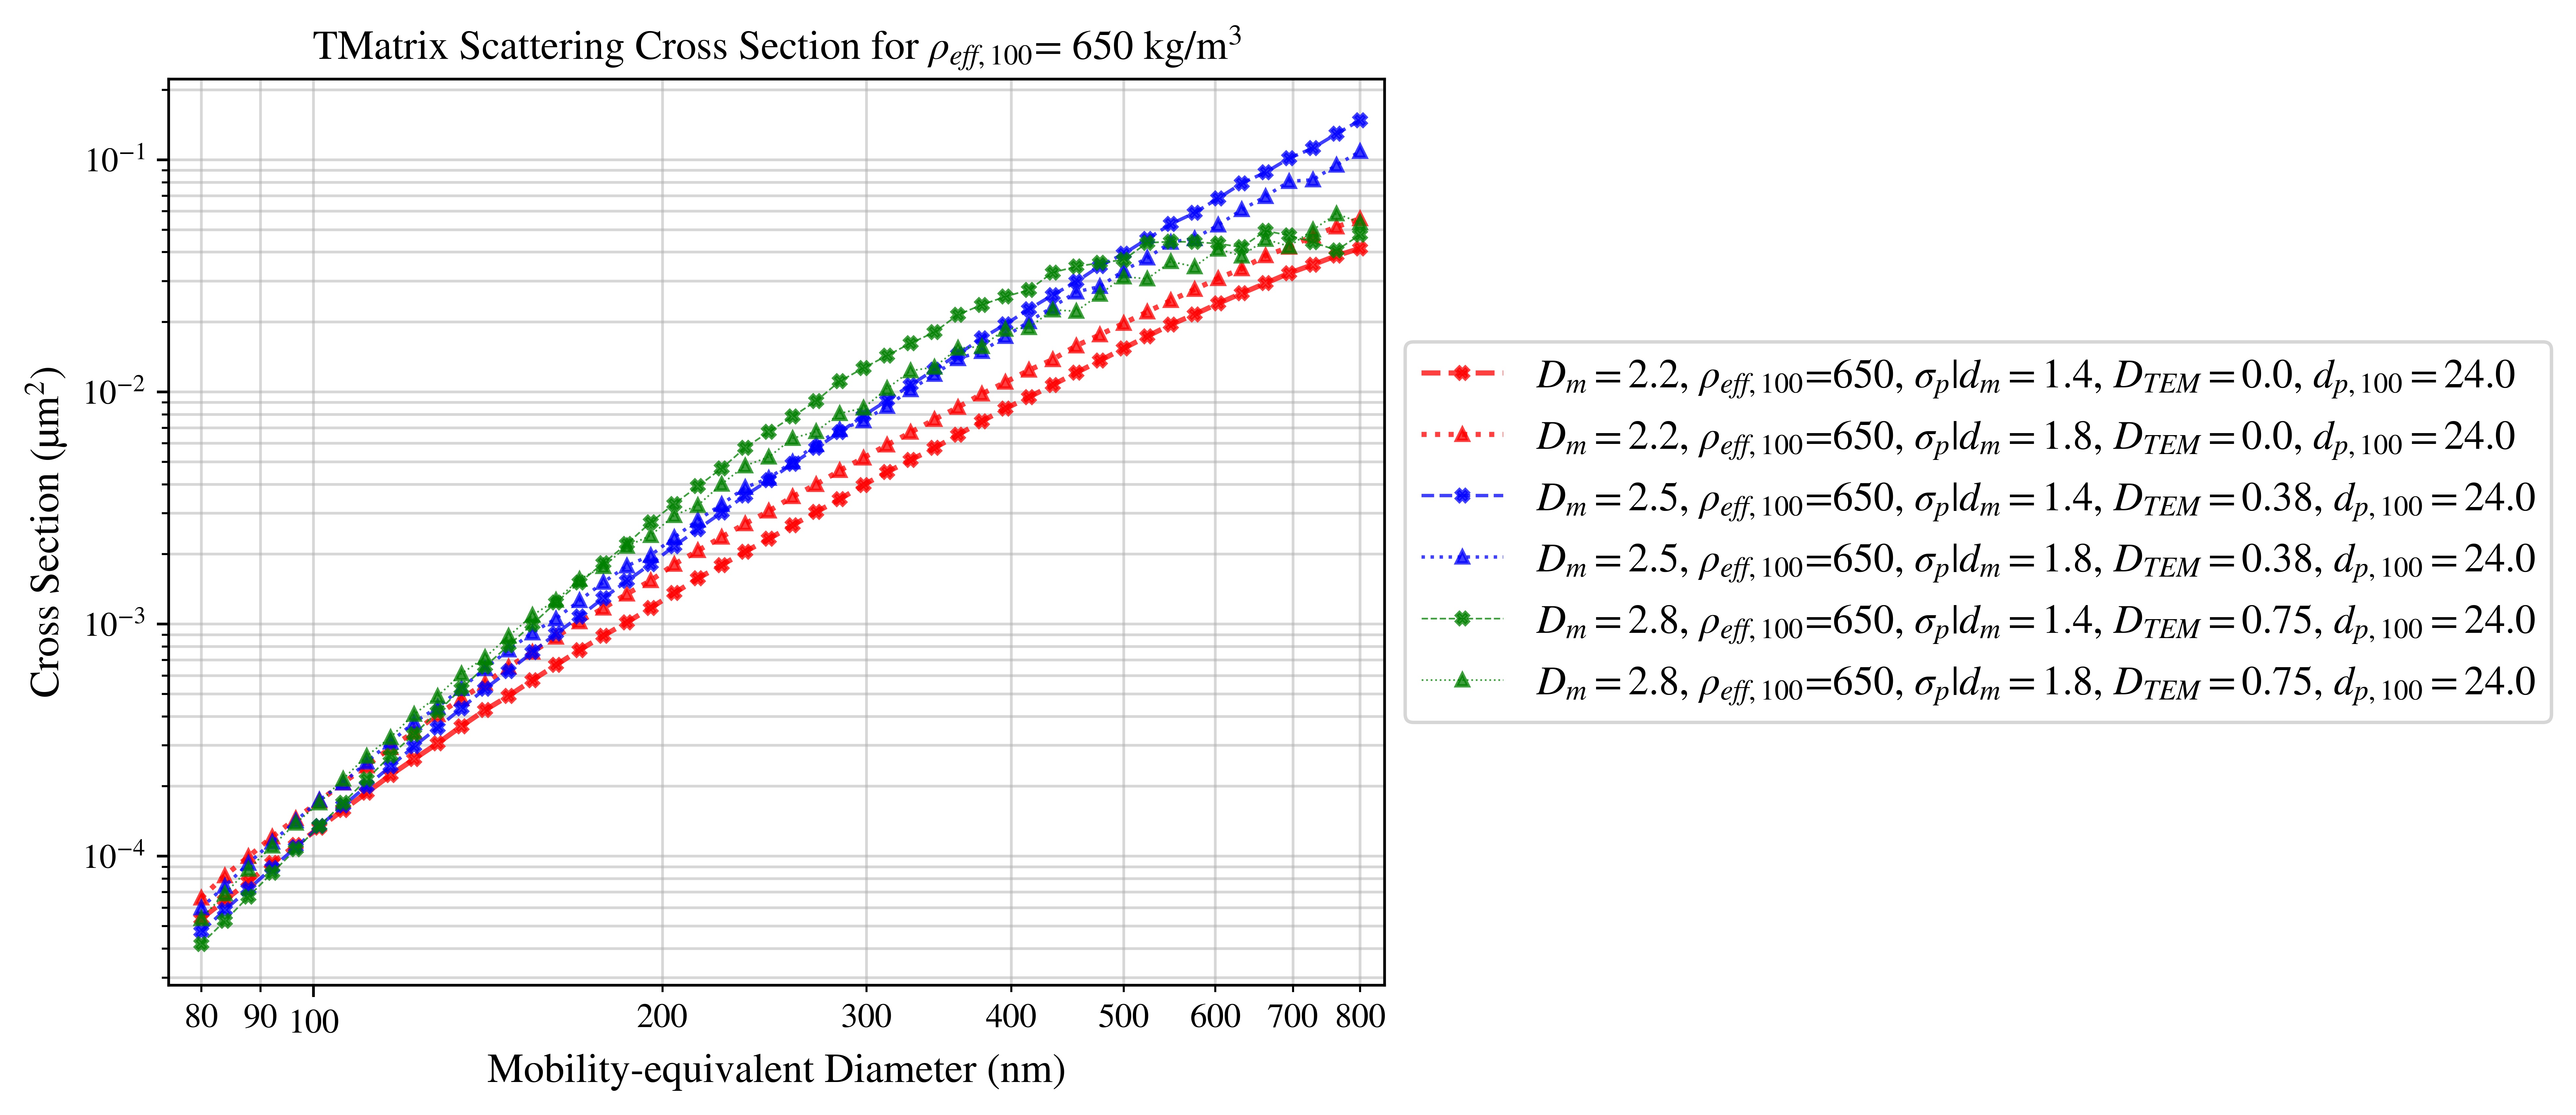 TMatrix Scattering Cross Section for ρ_eff,100= 650 kg/m³
Cross Section (μm²)
10⁻¹
10⁻²
10⁻³
10⁻⁴
80 90 100 200 300 400 500 600 700 800
Mobility-equivalent Diameter (nm)
D_m = 2.2, ρ_eff,100=650, σ_p|d_m = 1.4, D_TEM = 0.0, d_p,100 = 24.0
D_m = 2.2, ρ_eff,100=650, σ_p|d_m = 1.8, D_TEM = 0.0, d_p,100 = 24.0
D_m = 2.5, ρ_eff,100=650, σ_p|d_m = 1.4, D_TEM = 0.38, d_p,100 = 24.0
D_m = 2.5, ρ_eff,100=650, σ_p|d_m = 1.8, D_TEM = 0.38, d_p,100 = 24.0
D_m = 2.8, ρ_eff,100=650, σ_p|d_m = 1.4, D_TEM = 0.75, d_p,100 = 24.0
D_m = 2.8, ρ_eff,100=650, σ_p|d_m = 1.8, D_TEM = 0.75, d_p,100 = 24.0